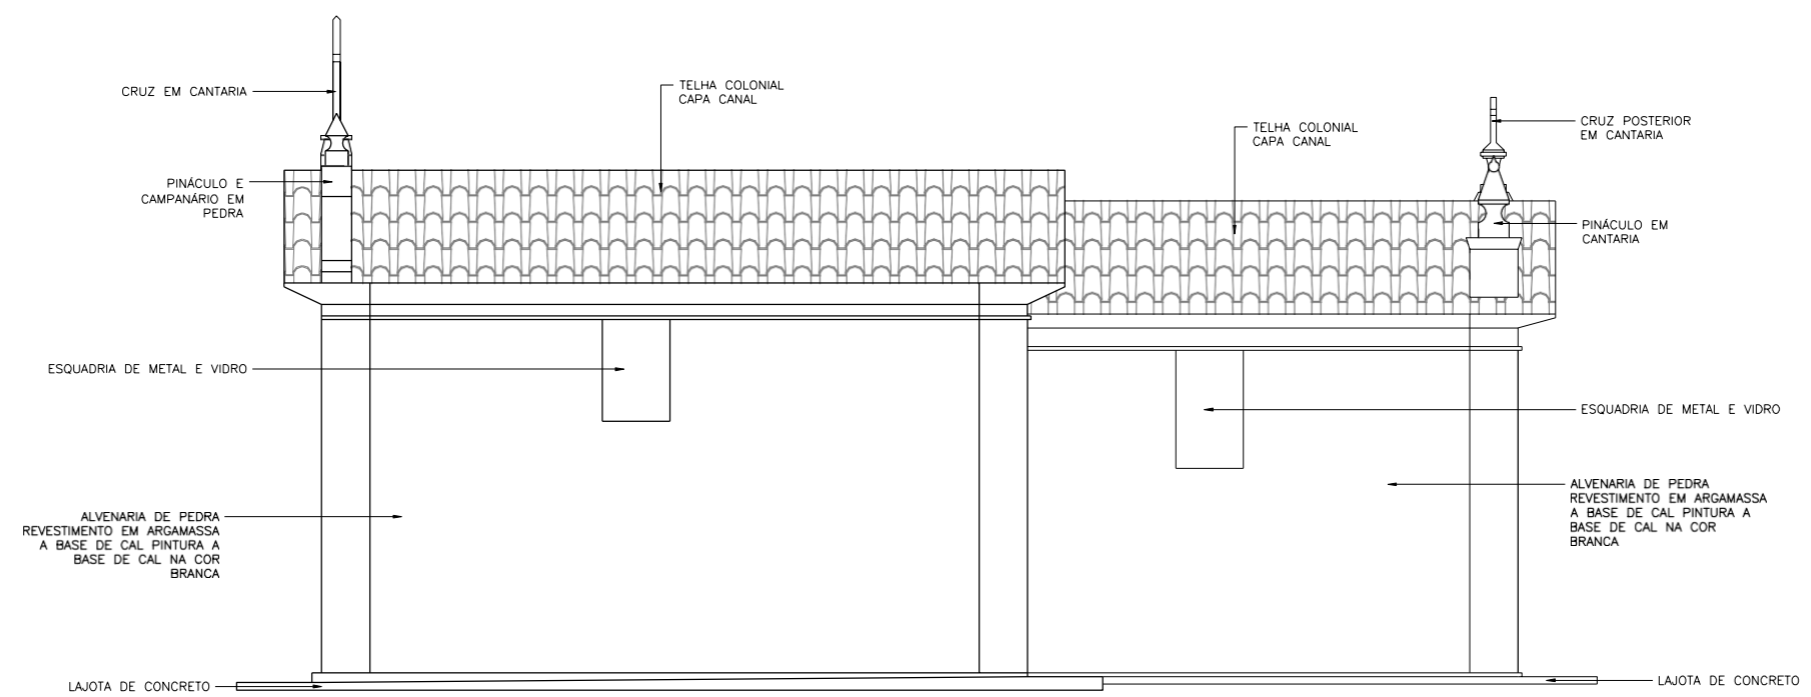 CRUZ EM CANTARIA
TELHA COLONIAL
CAPA CANAL
TELHA COLONIAL
CAPA CANAL
CRUZ POSTERIOR
EM CANTARIA
PINÁCULO E
CAMPANÁRIO EM
PEDRA
PINÁCULO EM
CANTARIA
ESQUADRIA DE METAL E VIDRO
ESQUADRIA DE METAL E VIDRO
ALVENARIA DE PEDRA
REVESTIMENTO EM ARGAMASSA
A BASE DE CAL PINTURA A
BASE DE CAL NA COR
BRANCA
ALVENARIA DE PEDRA
REVESTIMENTO EM ARGAMASSA
A BASE DE CAL PINTURA A
BASE DE CAL NA COR
BRANCA
LAJOTA DE CONCRETO
LAJOTA DE CONCRETO